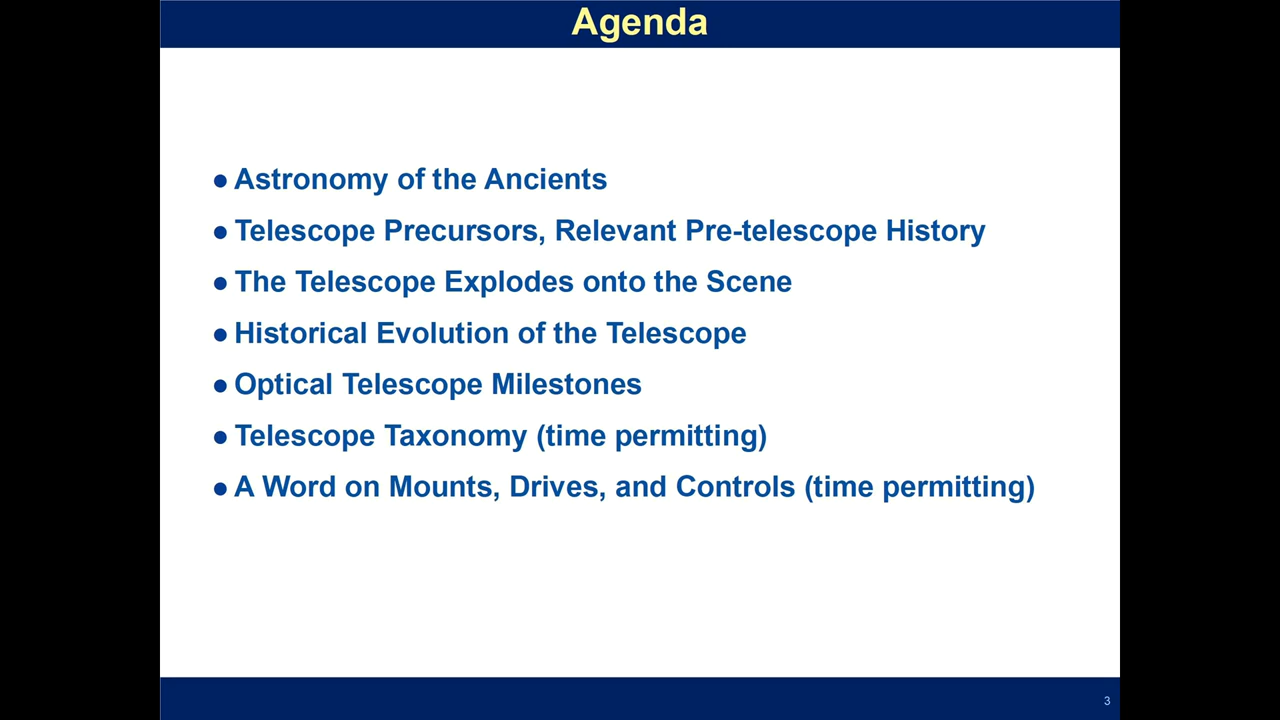 Agenda
● Astronomy of the Ancients
● Telescope Precursors, Relevant Pre-telescope History
● The Telescope Explodes onto the Scene
● Historical Evolution of the Telescope
● Optical Telescope Milestones
● Telescope Taxonomy (time permitting)
● A Word on Mounts, Drives, and Controls (time permitting)
3